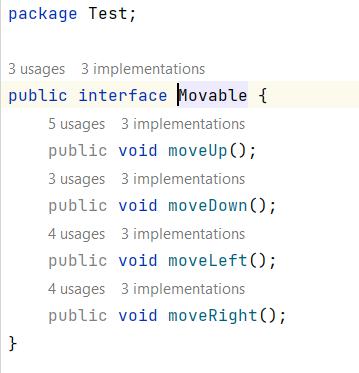 package Test;
3 usages   3 implementations
public interface Movable {
5 usages   3 implementations
public void moveUp();
3 usages   3 implementations
public void moveDown();
4 usages   3 implementations
public void moveLeft();
4 usages   3 implementations
public void moveRight();
}